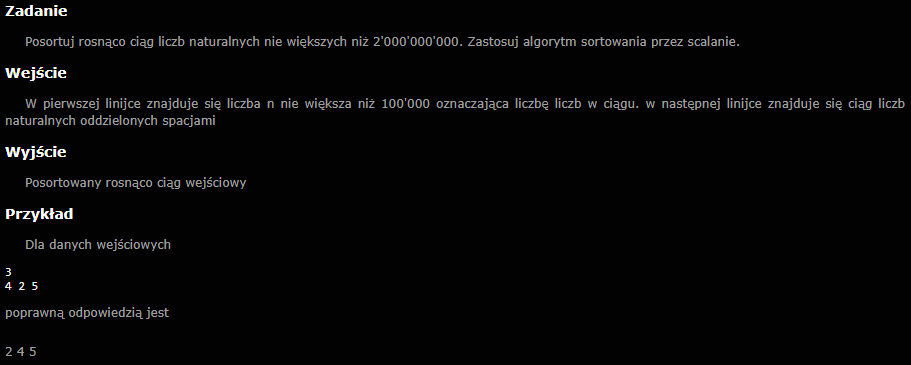 Zadanie
Posortuj rosnąco ciąg liczb naturalnych nie większych niż 2'000'000'000. Zastosuj algorytm sortowania przez scalanie.
Wejście
W pierwszej linijce znajduje się liczba n nie większa niż 100'000 oznaczająca liczbę liczb w ciągu. w następnej linijce znajduje się ciąg liczb
naturalnych oddzielonych spacjami
Wyjście
Posortowany rosnąco ciąg wejściowy
Przykład
Dla danych wejściowych
3
4 2 5
poprawną odpowiedzią jest
2 4 5